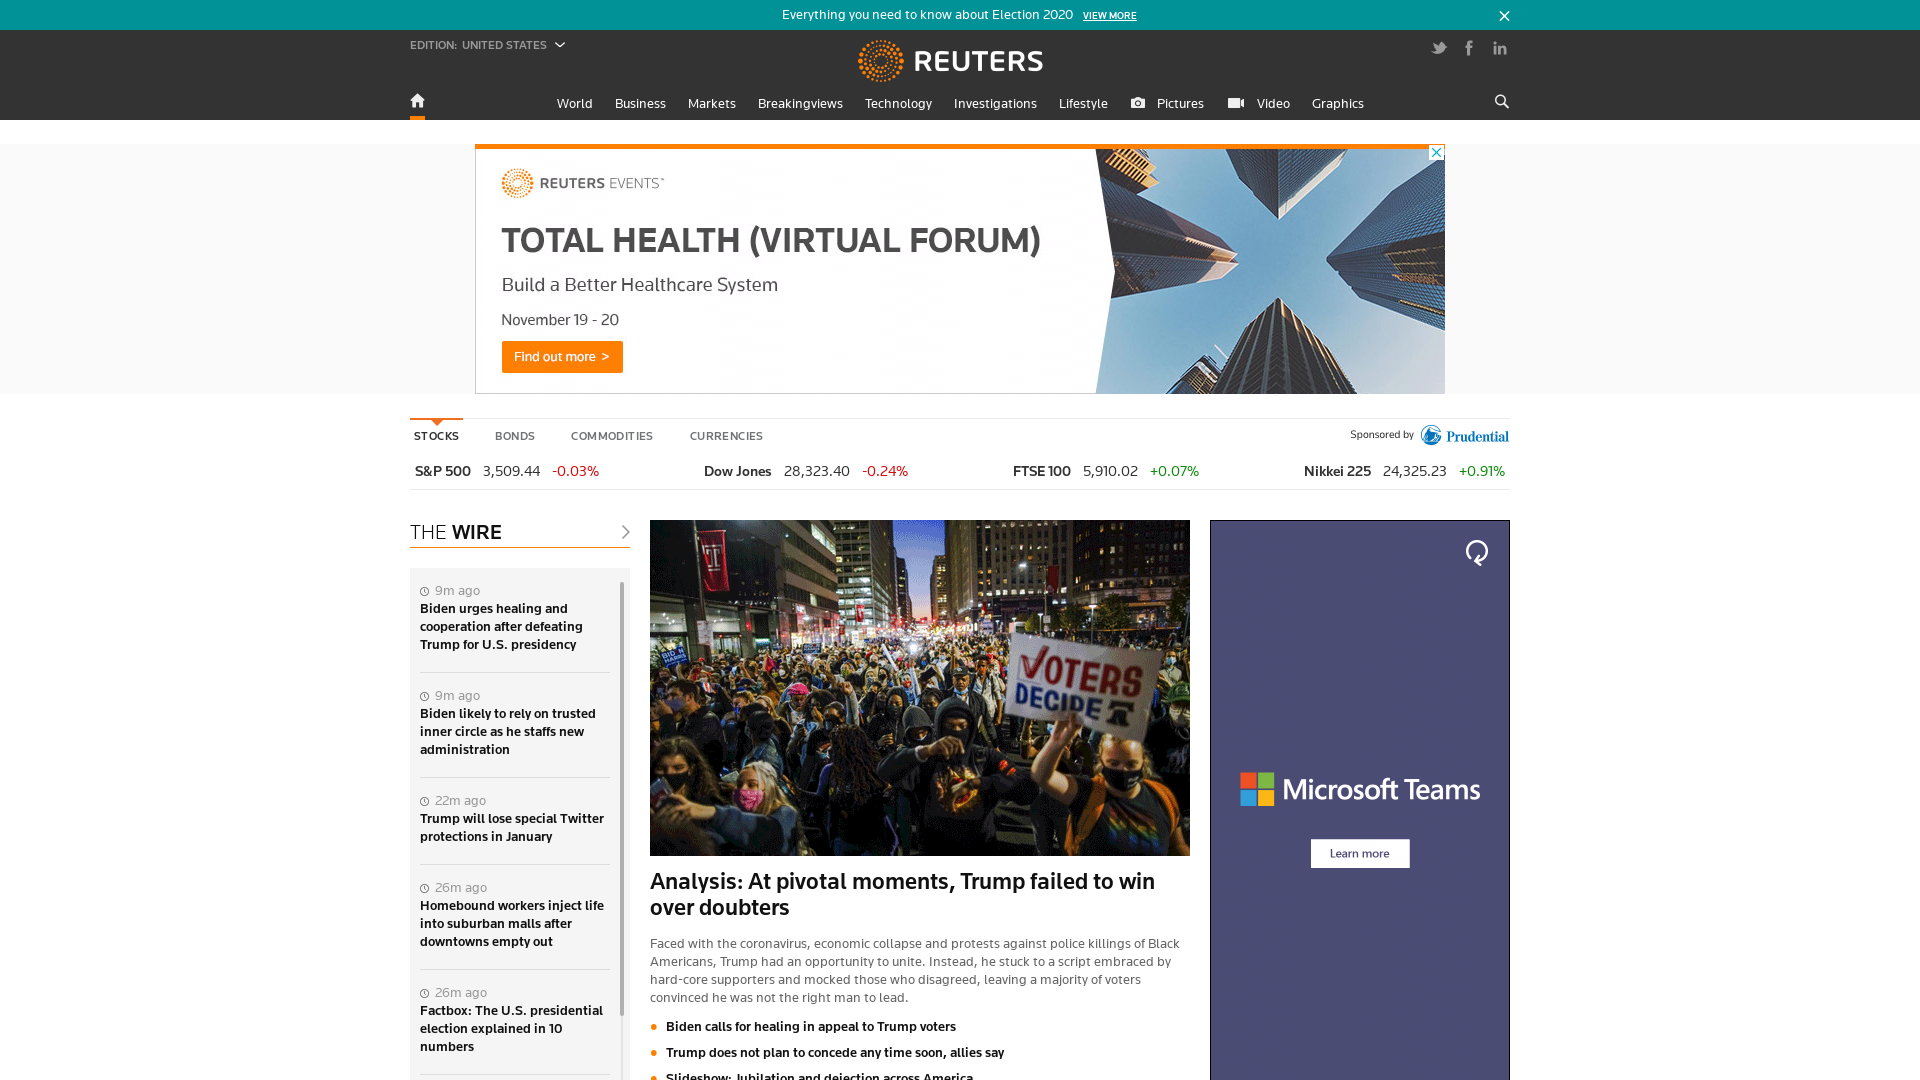 Everything you need to know about Election 2020 VIEW MORE
EDITION: UNITED STATES
REUTERS
World Business Markets Breakingviews Technology Investigations Lifestyle Pictures Video Graphics
REUTERS EVENTS™
TOTAL HEALTH (VIRTUAL FORUM)
Build a Better Healthcare System
November 19 - 20
Find out more >
STOCKS BONDS COMMODITIES CURRENCIES
Sponsored by Prudential
S&P 500 3,509.44 -0.03% Dow Jones 28,323.40 -0.24% FTSE 100 5,910.02 +0.07% Nikkei 225 24,325.23 +0.91%
THE WIRE
9m ago
Biden urges healing and
cooperation after defeating
Trump for U.S. presidency
9m ago
Biden likely to rely on trusted
inner circle as he staffs new
administration
22m ago
Trump will lose special Twitter
protections in January
26m ago
Homebound workers inject life
into suburban malls after
downtowns empty out
26m ago
Factbox: The U.S. presidential
election explained in 10
numbers
VOTERS
DECIDE
Analysis: At pivotal moments, Trump failed to win
over doubters
Faced with the coronavirus, economic collapse and protests against police killings of Black
Americans, Trump had an opportunity to unite. Instead, he stuck to a script embraced by
hard-core supporters and mocked those who disagreed, leaving a majority of voters
convinced he was not the right man to lead.
Biden calls for healing in appeal to Trump voters
Trump does not plan to concede any time soon, allies say
Slideshow: Jubilation and dejection across America
Microsoft Teams
Learn more